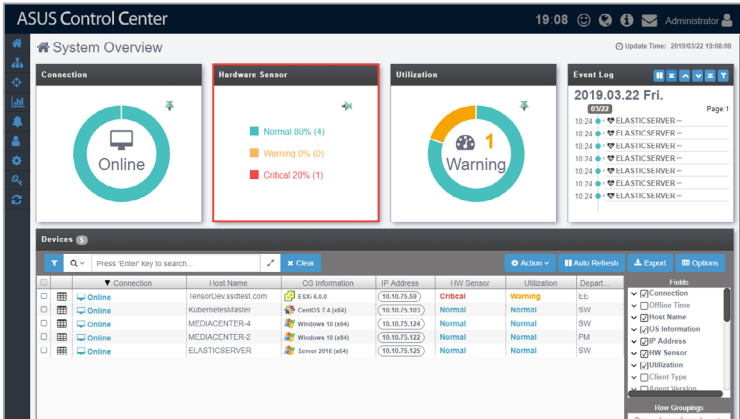 ASUS Control Center
19:08
Administrator
System Overview
Update Time: 2019/03/22 19:08:08
Connection
Online
Hardware Sensor
Normal 80% (4)
Warning 0% (0)
Critical 20% (1)
Utilization
1
Warning
Event Log
2019.03.22 Fri.
03/22
Page:1
10:24 ELASTICSERVER --
10:24 ELASTICSERVER --
10:24 ELASTICSERVER --
10:24 ELASTICSERVER --
10:24 ELASTICSERVER --
10:24 ELASTICSERVER --
10:24 ELASTICSERVER --
Devices 5
Press 'Enter' key to search...
Clear
Action
Auto Refresh
Export
Options
Connection Host Name OS Information IP Address HW Sensor Utilization Depart...
Online TensorDev.ssdtest.com ESXi 6.0.0 10.10.75.59 Critical Warning EE
Online KubernetesMaster CentOS 7.4 (x64) 10.10.75.103 Normal Normal SW
Online MEDIACENTER-4 Windows 10 (x64) 10.10.75.124 Normal Normal SW
Online MEDIACENTER-2 Windows 10 (x64) 10.10.75.122 Normal Normal PM
Online ELASTICSERVER Server 2016 (x64) 10.10.75.125 Normal Normal SW
Fields
Connection
Offline Time
Host Name
OS Information
IP Address
HW Sensor
Utilization
Client Type
Agent Version
Row Groupings